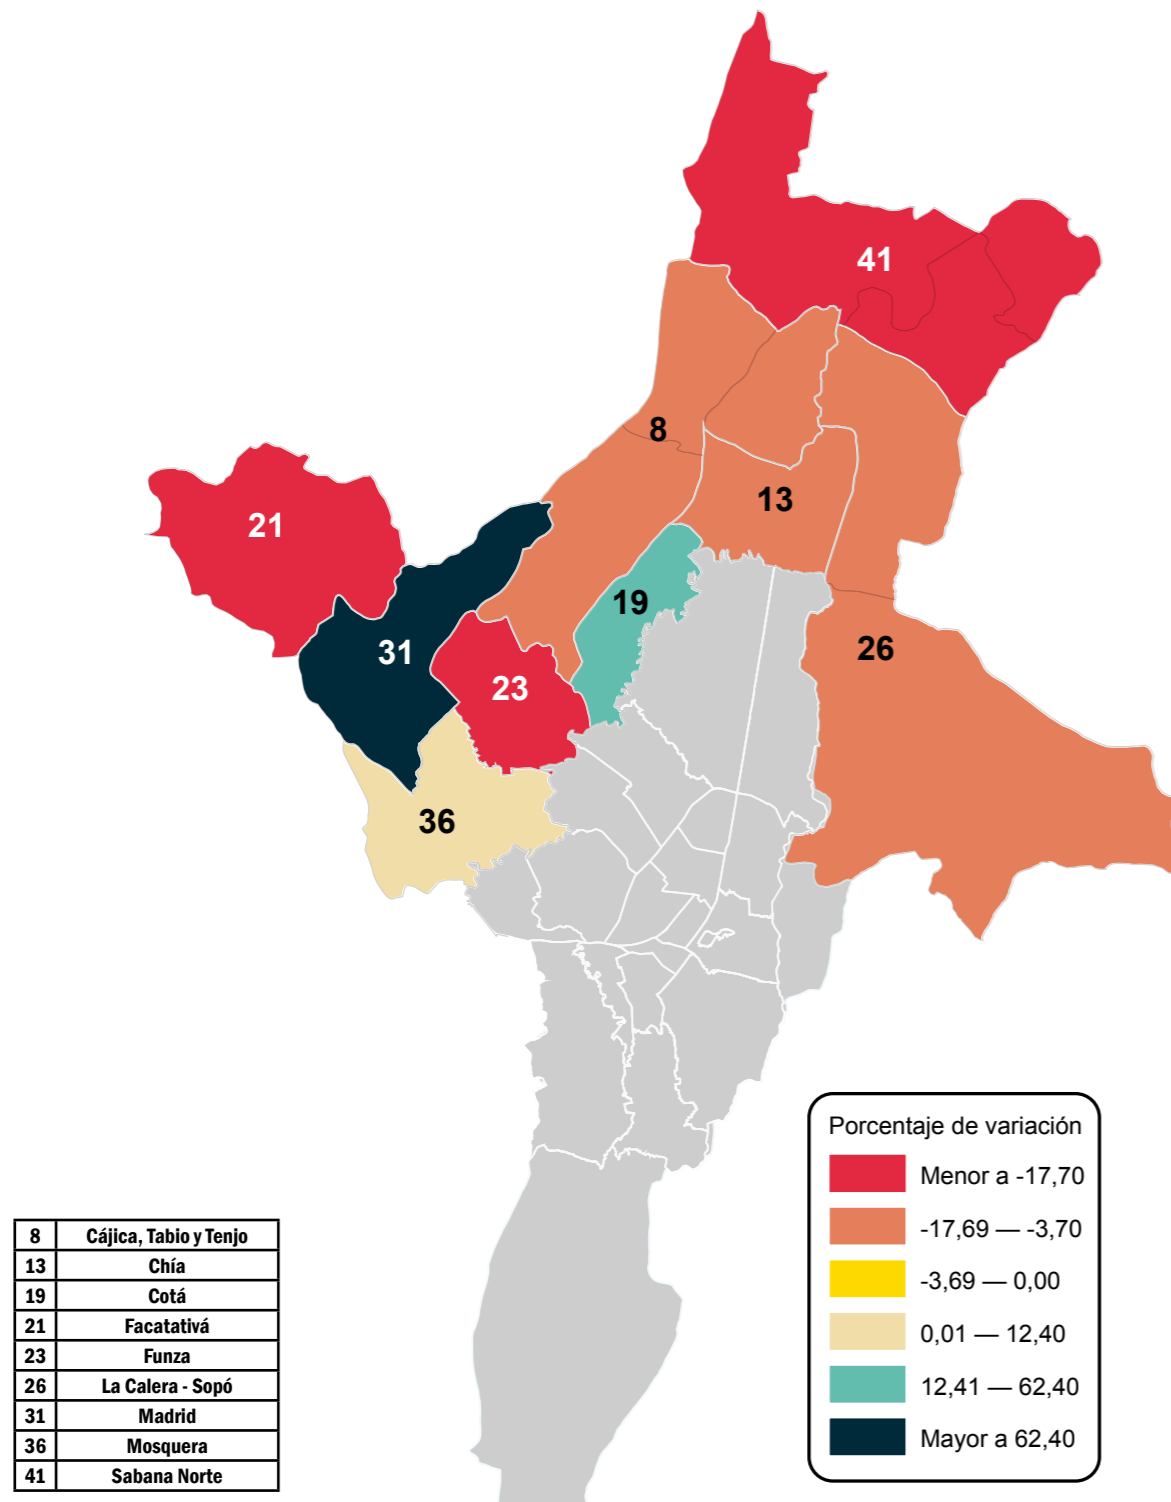 41
8
13
21
19
31
26
23
36
Porcentaje de variación
Menor a -17,70
-17,69 — -3,70
-3,69 — 0,00
0,01 — 12,40
12,41 — 62,40
Mayor a 62,40
8 Cájica, Tabio y Tenjo
13 Chía
19 Cotá
21 Facatativá
23 Funza
26 La Calera - Sopó
31 Madrid
36 Mosquera
41 Sabana Norte